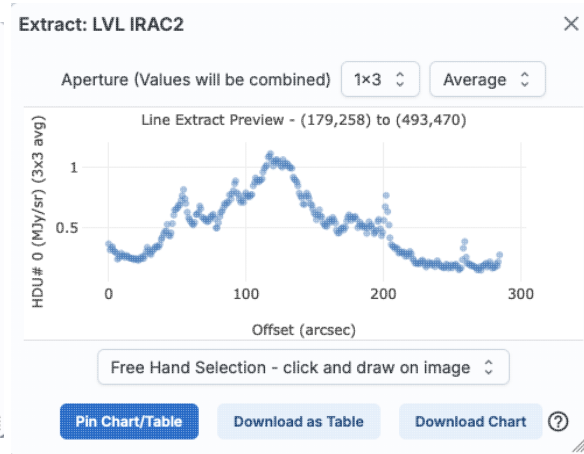 Extract: LVL IRAC2
Aperture (Values will be combined) 1×3 Average
Line Extract Preview - (179,258) to (493,470)
HDU# 0 (MJy/sr) (3x3 avg)
1
0.5
0 100 200 300
Offset (arcsec)
Free Hand Selection - click and draw on image
Pin Chart/Table Download as Table Download Chart ?